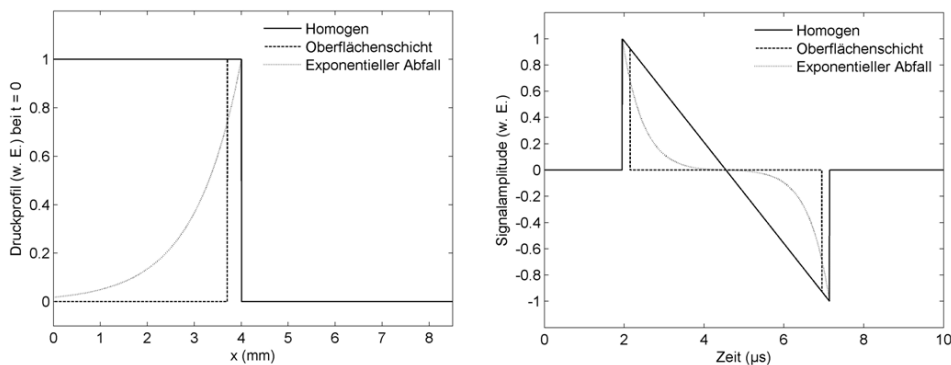 Homogen
Oberflächenschicht
Exponentieller Abfall
Druckprofil (w. E.) bei t = 0
1
0.8
0.6
0.4
0.2
0
0 1 2 3 4 5 6 7 8
x (mm)
Homogen
Oberflächenschicht
Exponentieller Abfall
Signalamplitude (w. E.)
1
0.8
0.6
0.4
0.2
0
-0.2
-0.4
-0.6
-0.8
-1
0 2 4 6 8 10
Zeit (µs)